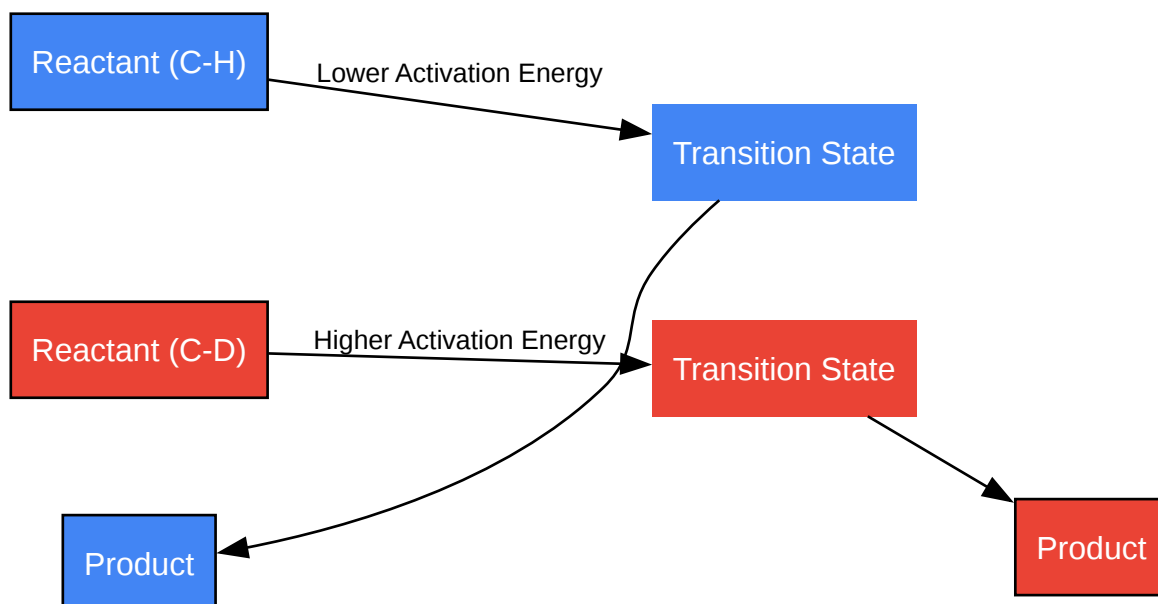 Reactant (C-H)
Lower Activation Energy
Transition State
Reactant (C-D)
Higher Activation Energy
Transition State
Product
Product